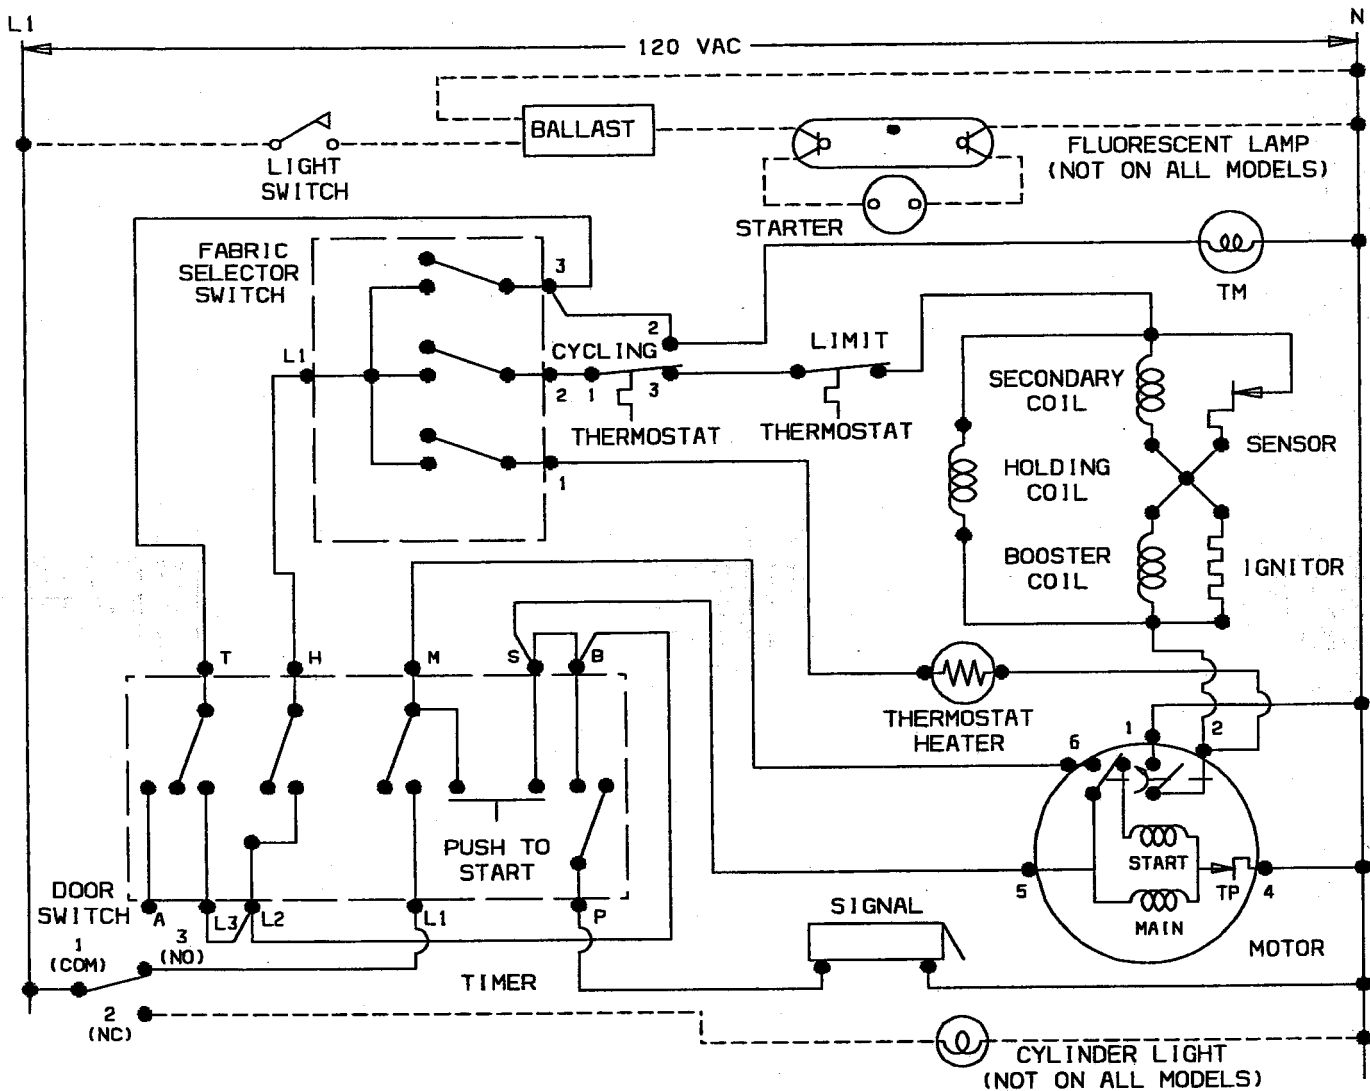 L1
N
120 VAC
BALLAST
LIGHT
SWITCH
FLUORESCENT LAMP
(NOT ON ALL MODELS)
STARTER
FABRIC
SELECTOR
SWITCH
3
TM
2
L1
CYCLING
LIMIT
2
1
3
THERMOSTAT
THERMOSTAT
SECONDARY
COIL
SENSOR
1
HOLDING
COIL
BOOSTER
COIL
IGNITOR
T
H
M
S
B
THERMOSTAT
HEATER
6
1
2
PUSH TO
START
START
TP
4
5
MAIN
MOTOR
DOOR
SWITCH
A
L3
L2
L1
P
SIGNAL
1
(COM)
3
(NO)
TIMER
2
(NC)
CYLINDER LIGHT
(NOT ON ALL MODELS)